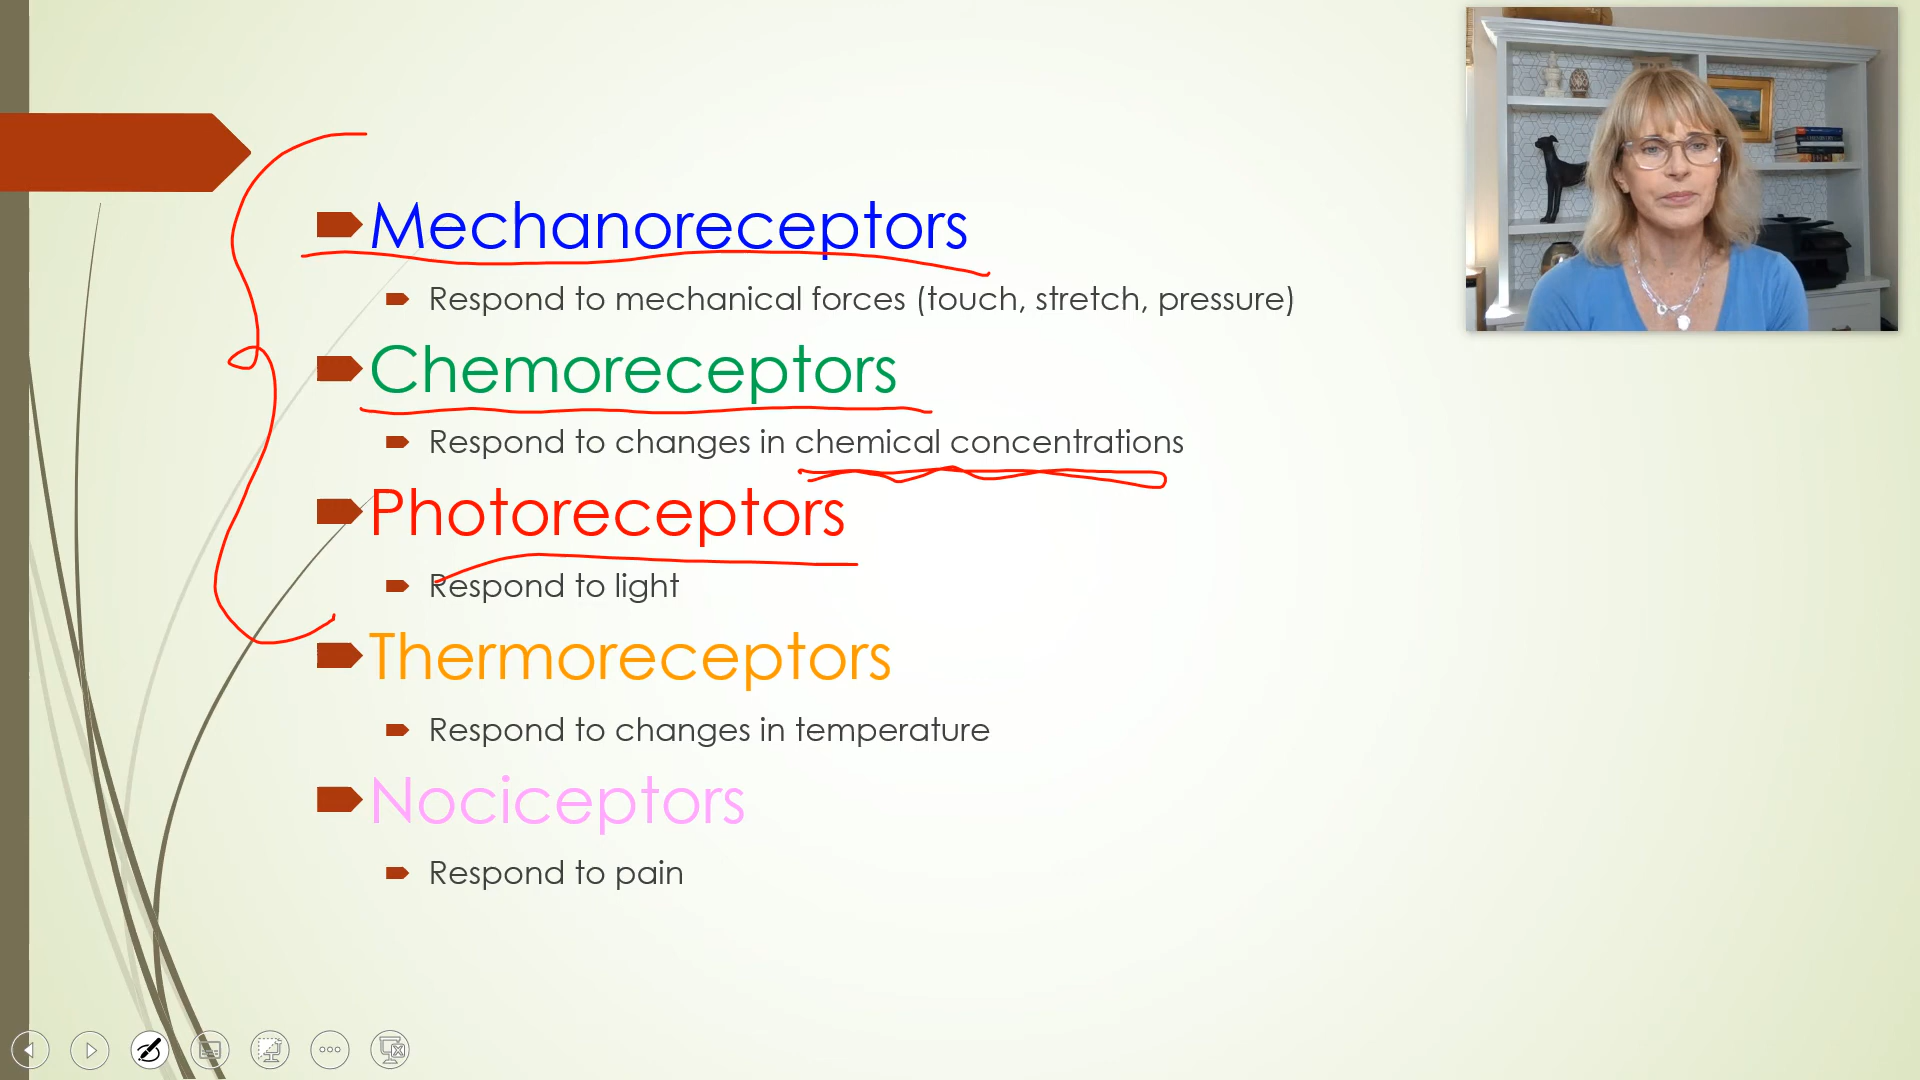 Mechanoreceptors
Respond to mechanical forces (touch, stretch, pressure)
Chemoreceptors
Respond to changes in chemical concentrations
Photoreceptors
Respond to light
Thermoreceptors
Respond to changes in temperature
Nociceptors
Respond to pain